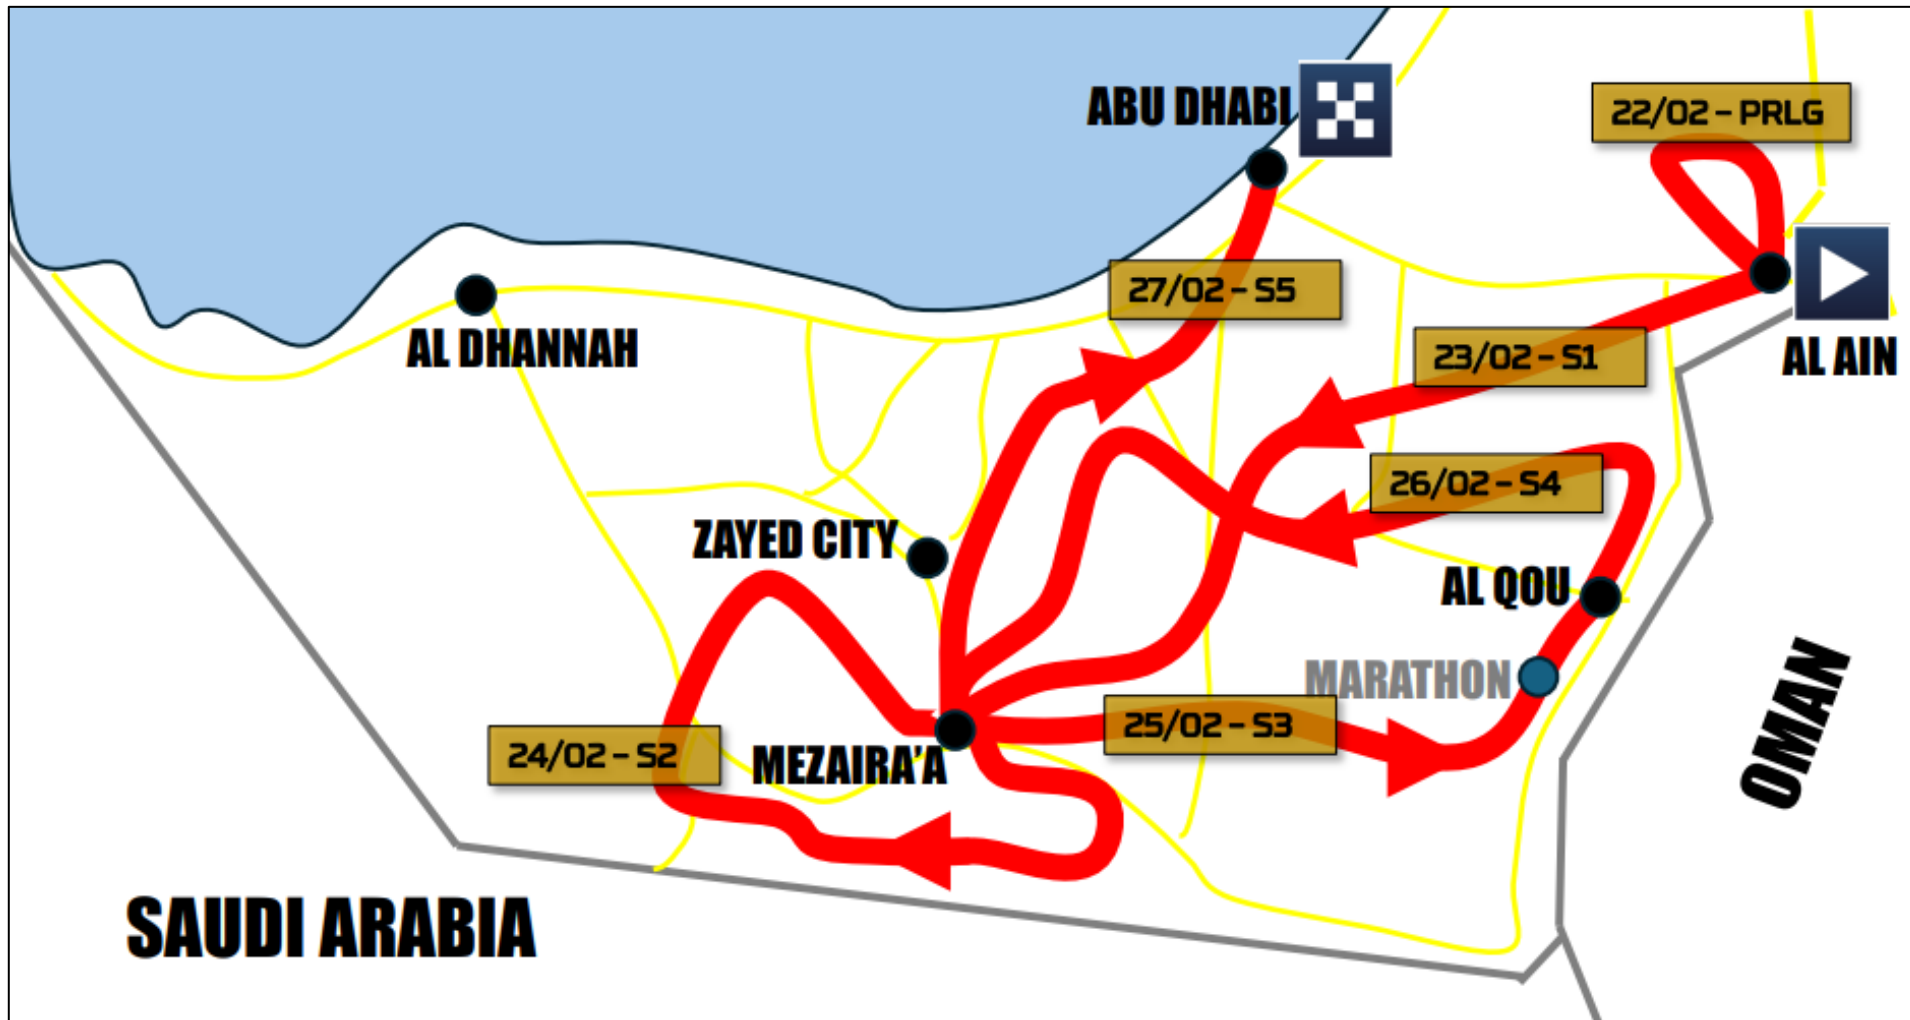 ABU DHABI
22/02 – PRLG
27/02 – S5
AL DHANNAH
23/02 – S1
AL AIN
26/02 – S4
ZAYED CITY
AL QOU
MARATHON
25/02 – S3
24/02 – S2
MEZAIRA’A
OMAN
SAUDI ARABIA